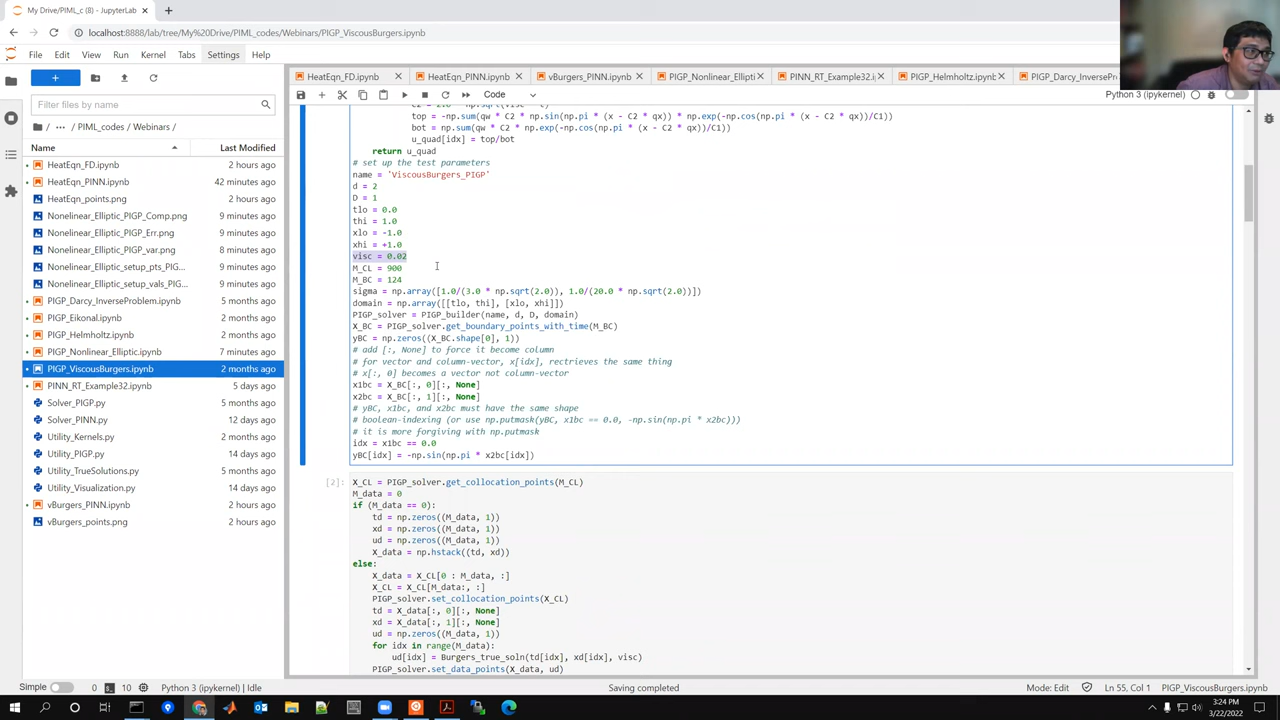 My Drive/PIML_c (8) - JupyterLab
localhost:8888/lab/tree/My%20Drive/PIML_codes/Webinars/PIGP_ViscousBurgers.ipynb
File Edit View Run Kernel Tabs Settings Help
HeatEqn_FD.ipynb
HeatEqn_PINN.ipynb
vBurgers_PINN.ipynb
PIGP_Nonlinear_Ellipti
PINN_RT_Example32.i
PIGP_Helmholtz.ipynb
PIGP_Darcy_InversePro
Code
Python 3 (ipykernel)
Filter files by name
/ ··· / PIML_codes / Webinars /
Name Last Modified
HeatEqn_FD.ipynb 2 hours ago
HeatEqn_PINN.ipynb 42 minutes ago
HeatEqn_points.png 2 hours ago
Nonelinear_Elliptic_PIGP_Comp.png 9 minutes ago
Nonelinear_Elliptic_PIGP_Err.png 9 minutes ago
Nonelinear_Elliptic_PIGP_var.png 8 minutes ago
Nonelinear_Elliptic_setup_pts_PIG... 9 minutes ago
Nonelinear_Elliptic_setup_vals_PIG... 9 minutes ago
PIGP_Darcy_InverseProblem.ipynb 5 months ago
PIGP_Eikonal.ipynb 2 hours ago
PIGP_Helmholtz.ipynb 2 hours ago
PIGP_Nonlinear_Elliptic.ipynb 7 minutes ago
PIGP_ViscousBurgers.ipynb 2 months ago
PINN_RT_Example32.ipynb 5 days ago
Solver_PIGP.py 5 months ago
Solver_PINN.py 12 days ago
Utility_Kernels.py 2 months ago
Utility_PIGP.py 14 days ago
Utility_TrueSolutions.py 5 months ago
Utility_Visualization.py 14 days ago
vBurgers_PINN.ipynb 2 hours ago
vBurgers_points.png 2 hours ago
top = -np.sum(qw * C2 * np.sin(np.pi * (x - C2 * qx)) * np.exp(-np.cos(np.pi * (x - C2 * qx))/C1))
bot = np.sum(qw * C2 * np.exp(-np.cos(np.pi * (x - C2 * qx))/C1))
u_quad[idx] = top/bot
return u_quad
# set up the test parameters
name = 'ViscousBurgers_PIGP'
d = 2
D = 1
tlo = 0.0
thi = 1.0
xlo = -1.0
xhi = +1.0
visc = 0.02
M_CL = 900
M_BC = 124
sigma = np.array([1.0/(3.0 * np.sqrt(2.0)), 1.0/(20.0 * np.sqrt(2.0))])
domain = np.array([[tlo, thi], [xlo, xhi]])
PIGP_solver = PIGP_builder(name, d, D, domain)
X_BC = PIGP_solver.get_boundary_points_with_time(M_BC)
yBC = np.zeros((X_BC.shape[0], 1))
# add [:, None] to force it become column
# for vector and column-vector, x[idx], rectrieves the same thing
# x[:, 0] becomes a vector not column-vector
x1bc = X_BC[:, 0][:, None]
x2bc = X_BC[:, 1][:, None]
# yBC, x1bc, and x2bc must have the same shape
# boolean-indexing (or use np.putmask(yBC, x1bc == 0.0, -np.sin(np.pi * x2bc)))
# it is more forgiving with np.putmask
idx = x1bc == 0.0
yBC[idx] = -np.sin(np.pi * x2bc[idx])
[2]:
X_CL = PIGP_solver.get_collocation_points(M_CL)
M_data = 0
if (M_data == 0):
td = np.zeros((M_data, 1))
xd = np.zeros((M_data, 1))
ud = np.zeros((M_data, 1))
X_data = np.hstack((td, xd))
else:
X_data = X_CL[0 : M_data, :]
X_CL = X_CL[M_data:, :]
PIGP_solver.set_collocation_points(X_CL)
td = X_data[:, 0][:, None]
xd = X_data[:, 1][:, None]
ud = np.zeros((M_data, 1))
for idx in range(M_data):
ud[idx] = Burgers_true_soln(td[idx], xd[idx], visc)
PIGP_solver.set_data_points(X_data, ud)
Simple 0 10 Python 3 (ipykernel) | Idle
Saving completed
Mode: Edit Ln 55, Col 1 PIGP_ViscousBurgers.ipynb
3:24 PM
3/22/2022